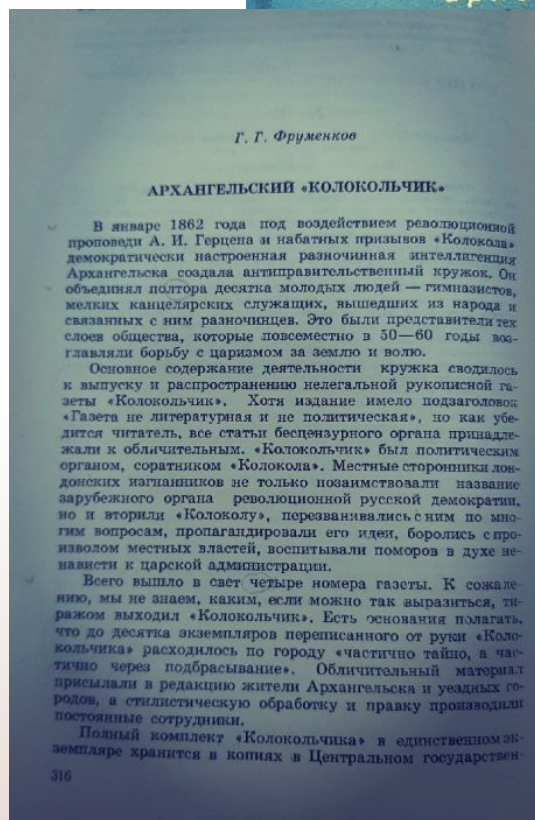 Г. Г. Фруменков
АРХАНГЕЛЬСКИЙ «КОЛОКОЛЬЧИК»
В январе 1862 года под воздействием революционной
проповеди А. И. Герцена и набатных призывов «Колокола»
демократически настроенная разночинная интеллигенция
Архангельска создала антиправительственный кружок. Он
объединял полтора десятка молодых людей — гимназистов,
мелких канцелярских служащих, вышедших из народа и
связанных с ним разночинцев. Это были представители тех
слоев общества, которые повсеместно в 50—60 годы воз-
главляли борьбу с царизмом за землю и волю.
Основное содержание деятельности кружка сводилось
к выпуску и распространению нелегальной рукописной га-
зеты «Колокольчик». Хотя издание имело подзаголовок
«Газета не литературная и не политическая», но как убе-
дится читатель, все статьи бесцензурного органа принадле-
жали к обличительным. «Колокольчик» был политическим
органом, соратником «Колокола». Местные сторонники лон-
донских изгнанников не только позаимствовали название
зарубежного органа революционной русской демократии,
но и вторили «Колоколу», перезванивались с ним по мно-
гим вопросам, пропагандировали его идеи, боролись с про-
изволом местных властей, воспитывали поморов в духе не-
нависти к царской администрации.
Всего вышло в свет четыре номера газеты. К сожале-
нию, мы не знаем, каким, если можно так выразиться, ти-
ражом выходил «Колокольчик». Есть основания полагать,
что до десятка экземпляров переписанного от руки «Коло-
кольчика» расходилось по городу «частично тайно, а час-
тично через подбрасывание». Обличительный материал
присылали в редакцию жители Архангельска и уездных го-
родов, а стилистическую обработку и правку производили
постоянные сотрудники.
Полный комплект «Колокольчика» в единственном эк-
земпляре хранится в копиях в Центральном государствен-
316